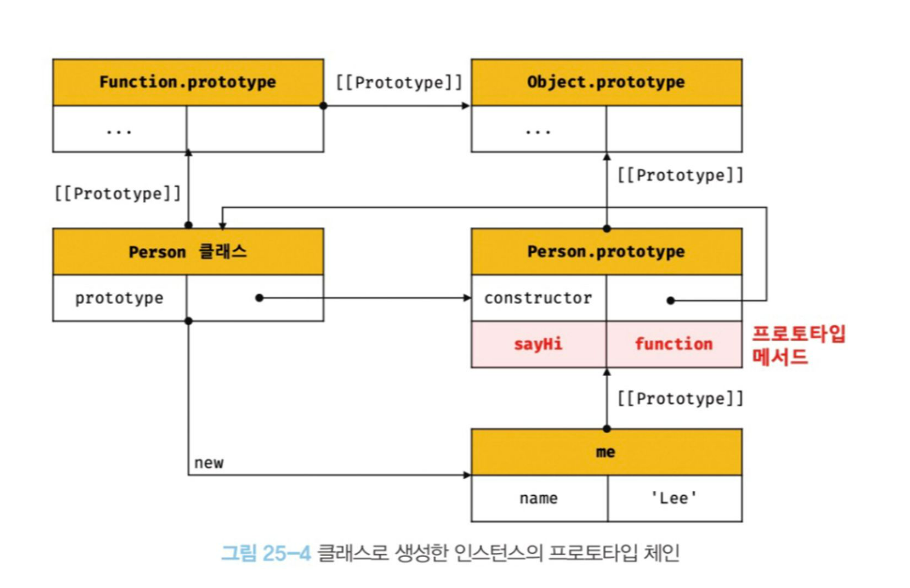 Function.prototype
[[Prototype]]
Object.prototype
...
...
[[Prototype]]
[[Prototype]]
Person 클래스
Person.prototype
prototype
constructor
sayHi
function
프로토타입
메서드
[[Prototype]]
me
new
name
'Lee'
그림 25-4 클래스로 생성한 인스턴스의 프로토타입 체인